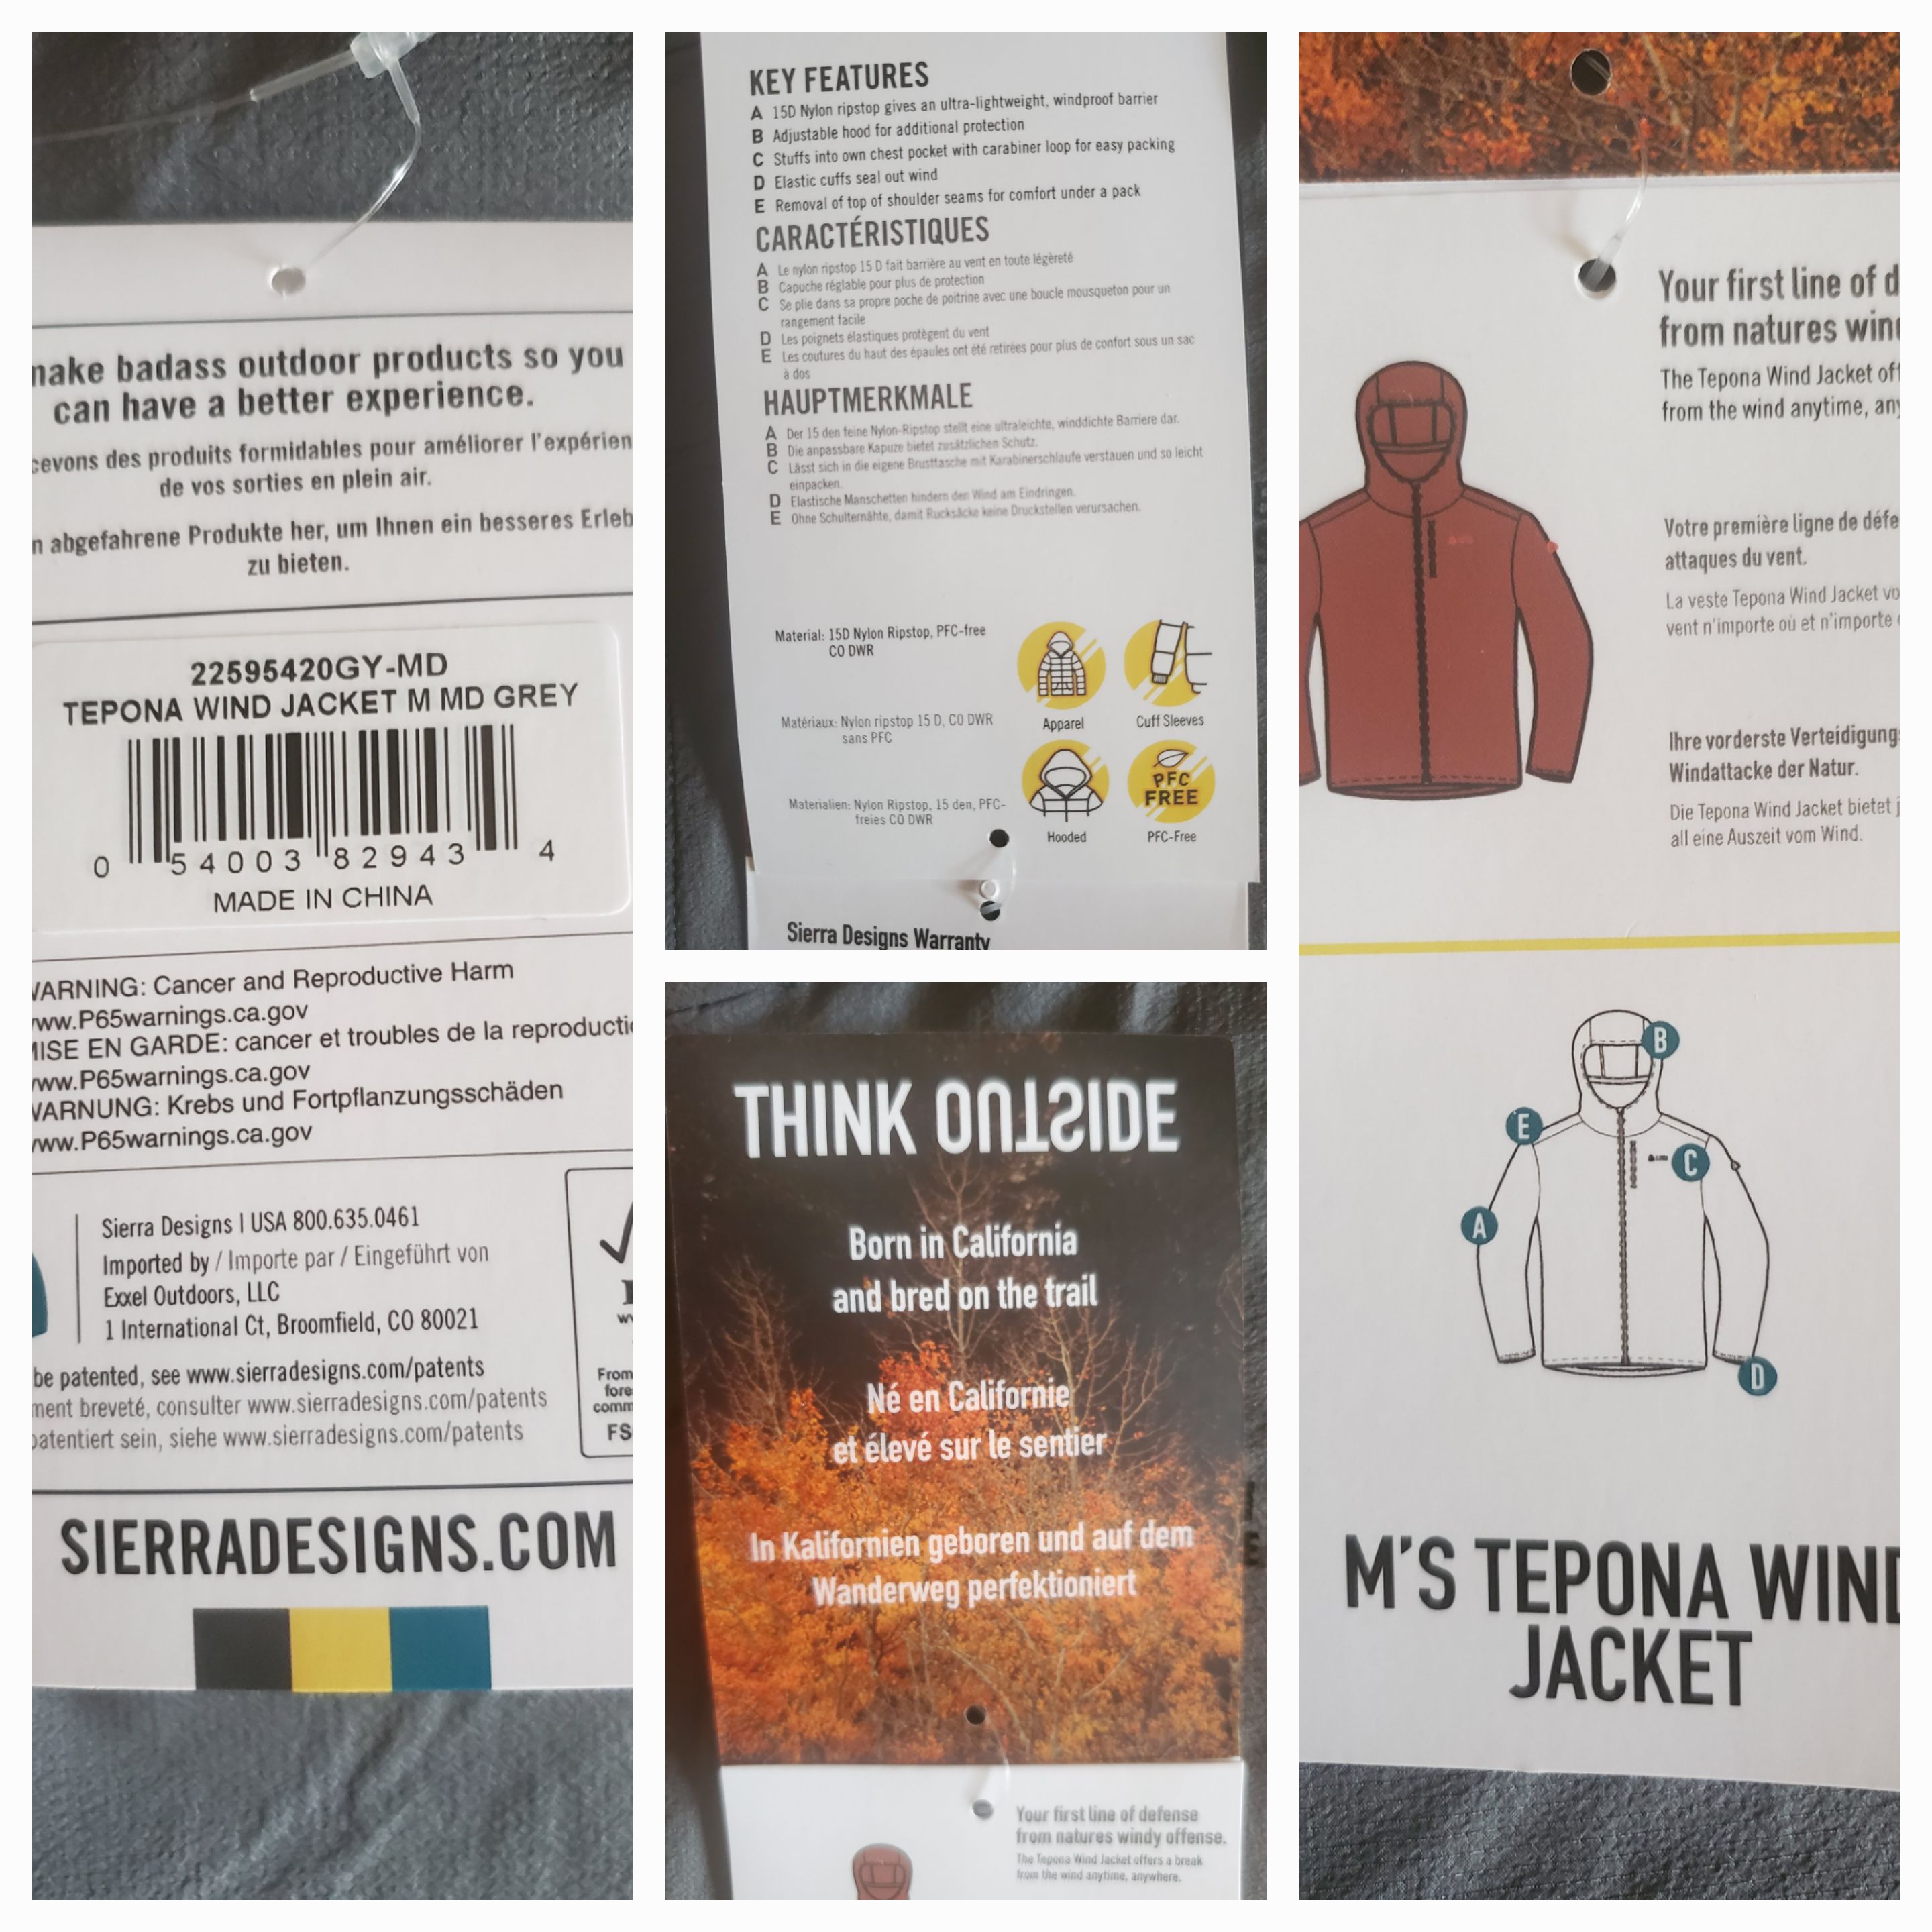 make badass outdoor products so you
can have a better experience.
cevons des produits formidables pour améliorer l'expérien
de vos sorties en plein air.
n abgefahrene Produkte her, um Ihnen ein besseres Erleb
zu bieten.
22595420GY-MD
TEPONA WIND JACKET M MD GREY
0 54003 82943 4
MADE IN CHINA
WARNING: Cancer and Reproductive Harm
www.P65warnings.ca.gov
MISE EN GARDE: cancer et troubles de la reproductio
www.P65warnings.ca.gov
WARNUNG: Krebs und Fortpflanzungsschäden
www.P65warnings.ca.gov
Sierra Designs | USA 800.635.0461
Imported by / Importe par / Eingeführt von
Exxel Outdoors, LLC
1 International Ct, Broomfield, CO 80021
be patented, see www.sierradesigns.com/patents
ment breveté, consulter www.sierradesigns.com/patents
patentiert sein, siehe www.sierradesigns.com/patents
From
fore
comm
FS
SIERRADESIGNS.COM
KEY FEATURES
A 15D Nylon ripstop gives an ultra-lightweight, windproof barrier
B Adjustable hood for additional protection
C Stuffs into own chest pocket with carabiner loop for easy packing
D Elastic cuffs seal out wind
E Removal of top of shoulder seams for comfort under a pack
CARACTÉRISTIQUES
A Le nylon ripstop 15 D fait barrière au vent en toute légèreté
B Capuche réglable pour plus de protection
C Se plie dans sa propre poche de poitrine avec une boucle mousqueton pour un
rangement facile
D Les poignets élastiques protègent du vent
E Les coutures du haut des épaules ont été retirées pour plus de confort sous un sac
à dos
HAUPTMERKMALE
A Der 15 den feine Nylon-Ripstop stellt eine ultraleichte, winddichte Barriere dar.
B Die anpassbare Kapuze bietet zusätzlichen Schutz.
C Lässt sich in die eigene Brusttasche mit Karabinerschlaufe verstauen und so leicht
einpacken.
D Elastische Manschetten hindern den Wind am Eindringen.
E Ohne Schulternähte, damit Rucksäcke keine Druckstellen verursachen.
Material: 15D Nylon Ripstop, PFC-free
CO DWR
Matériaux: Nylon ripstop 15 D, CO DWR
sans PFC
Materialien: Nylon Ripstop, 15 den, PFC-
freies CO DWR
Apparel
Cuff Sleeves
PFC
FREE
Hooded
PFC-Free
Sierra Designs Warranty
THINK OUTSIDE
Born in California
and bred on the trail
Né en Californie
et élevé sur le sentier
In Kalifornien geboren und auf dem
Wanderweg perfektioniert
Your first line of defense
from natures windy offense.
The Tepona Wind Jacket offers a break
from the wind anytime, anywhere.
Your first line of d
from natures win
The Tepona Wind Jacket of
from the wind anytime, any
Votre première ligne de défe
attaques du vent.
La veste Tepona Wind Jacket vo
vent n'importe où et n'importe
Ihre vorderste Verteidigung
Windattacke der Natur.
Die Tepona Wind Jacket bietet j
all eine Auszeit vom Wind.
B
E
C
A
D
M'S TEPONA WIND
JACKET